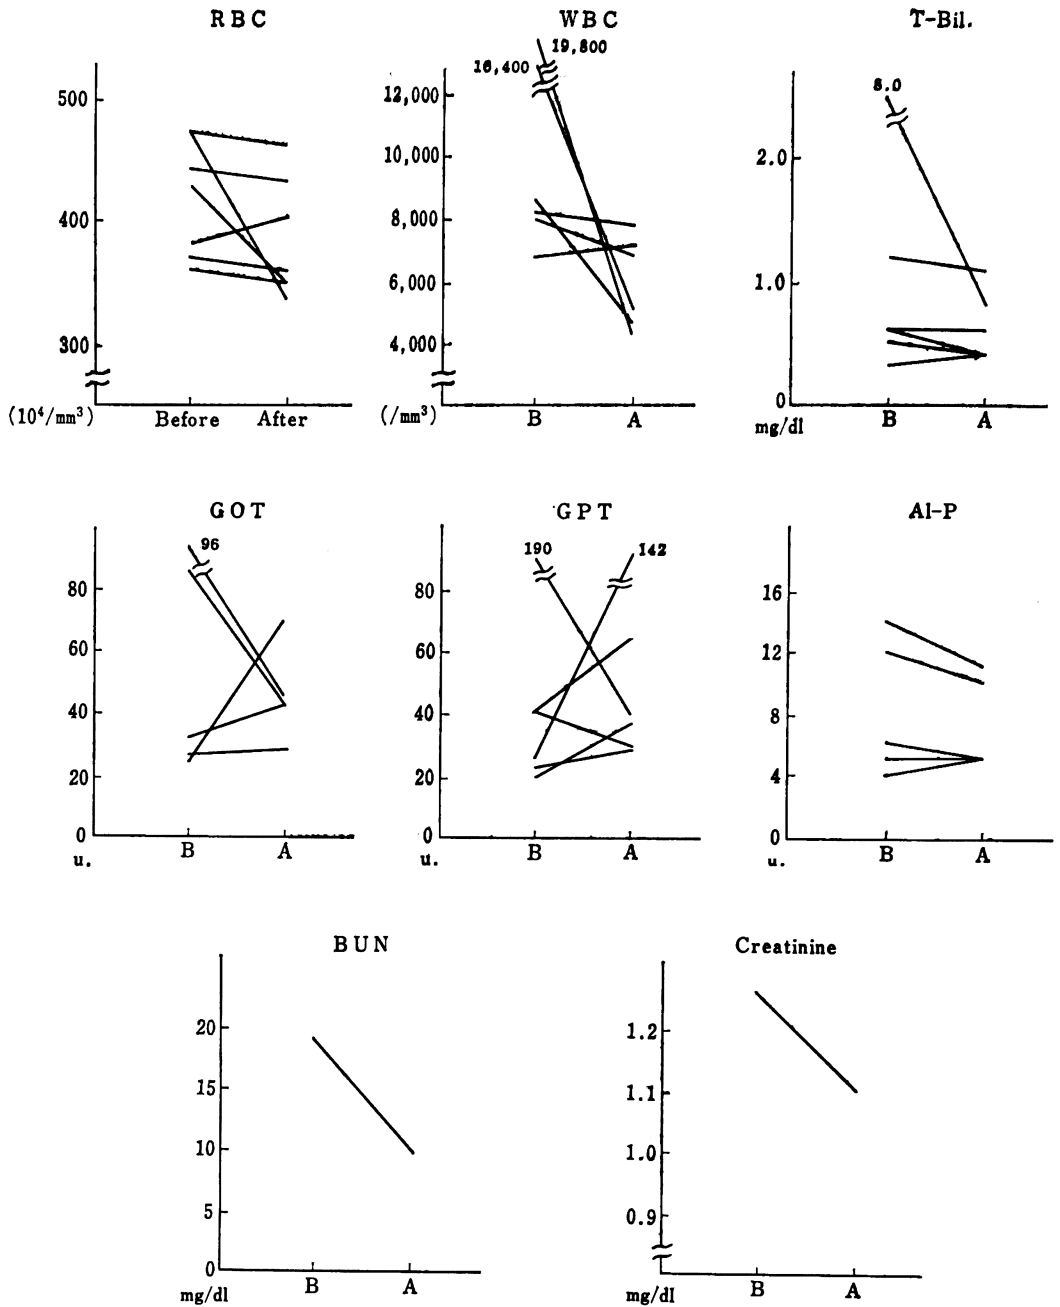 RBC
500
400
300
(10⁴/mm³)
Before
After
WBC
19,800
16,400
12,000
10,000
8,000
6,000
4,000
(/mm³)
B
A
T-Bil.
8.0
2.0
1.0
0
mg/dl
B
A
GOT
96
80
60
40
20
0
u.
B
A
GPT
190
142
80
60
40
20
0
u.
B
A
Al-P
16
12
8
4
0
u.
B
A
BUN
20
15
10
5
0
mg/dl
B
A
Creatinine
1.2
1.1
1.0
0.9
mg/dl
B
A